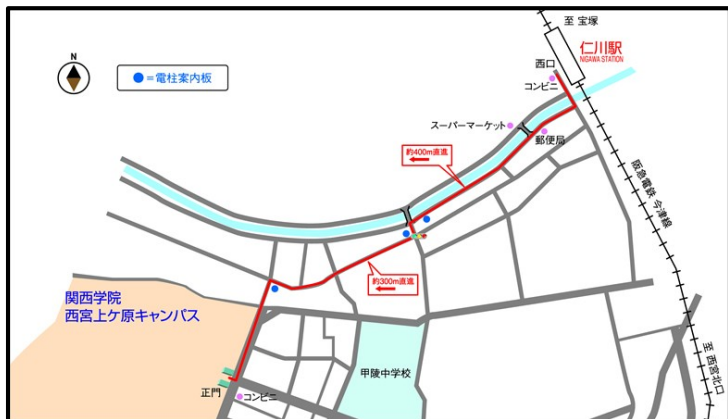 至 宝塚
仁川駅
NIGAWA STATION
西口
コンビニ
N
●=電柱案内板
スーパーマーケット
郵便局
約400m直進
阪急電鉄 今津線
約300m直進
関西学院
西宮上ケ原キャンパス
甲陵中学校
至 西宮北口
正門
コンビニ